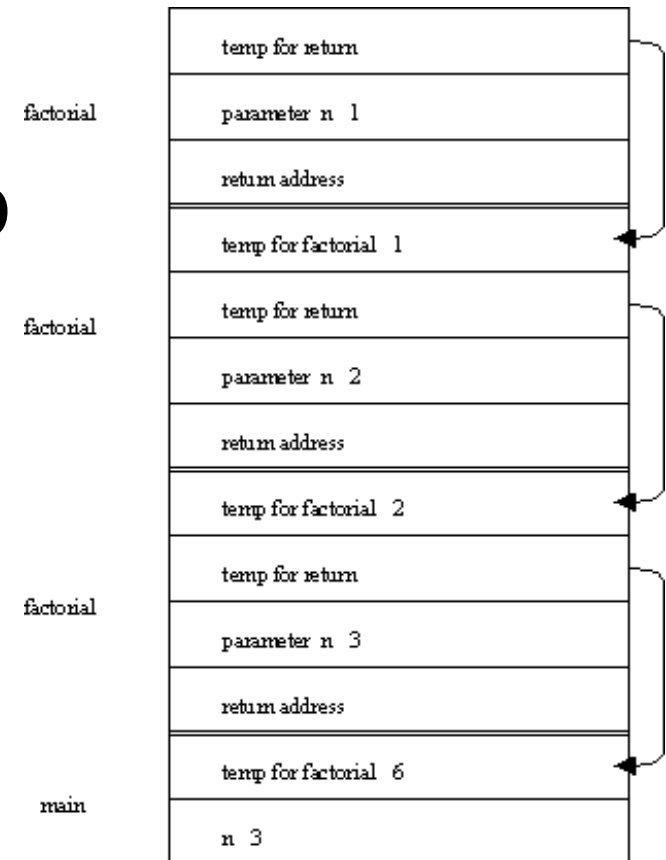 temp for return
factorial
parameter n 1
return address
temp for factorial 1
temp for return
factorial
parameter n 2
return address
temp for factorial 2
temp for return
factorial
parameter n 3
return address
temp for factorial 6
main
n 3